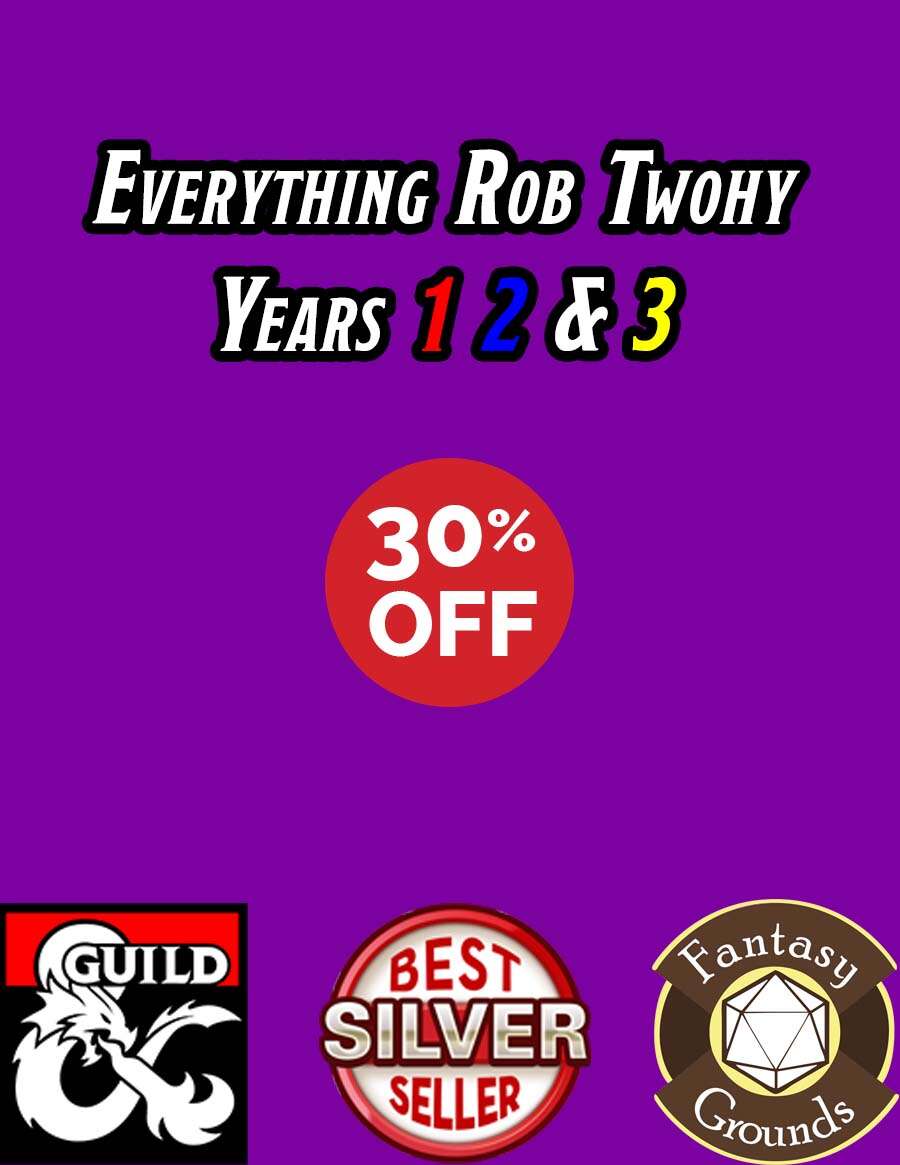 Everything Rob Twohy
Years 1 2 & 3
30%
OFF
GUILD
BEST
SILVER
SELLER
Fantasy
Grounds